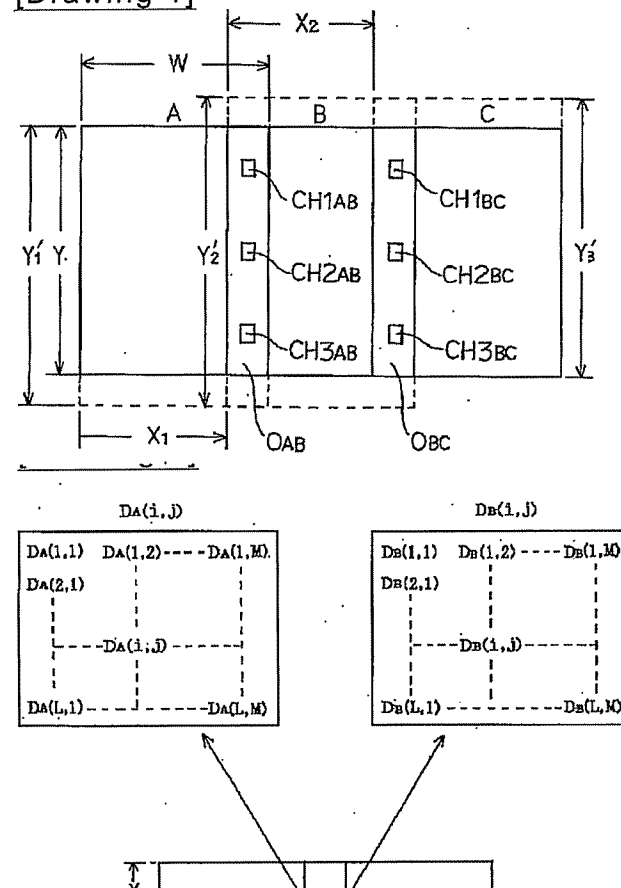 X2
W
A B C
CH1AB CH1BC
Y1' Y Y2' Y3'
CH2AB CH2BC
CH3AB CH3BC
X1 OAB OBC
DA(i,j) DB(i,j)
DA(1,1) DA(1,2)----DA(1,M) DB(1,1) DB(1,2)----DB(1,M)
DA(2,1) DB(2,1)
DA(i,j) DB(i,j)
DA(L,1) DA(L,M) DB(L,1) DB(L,M)